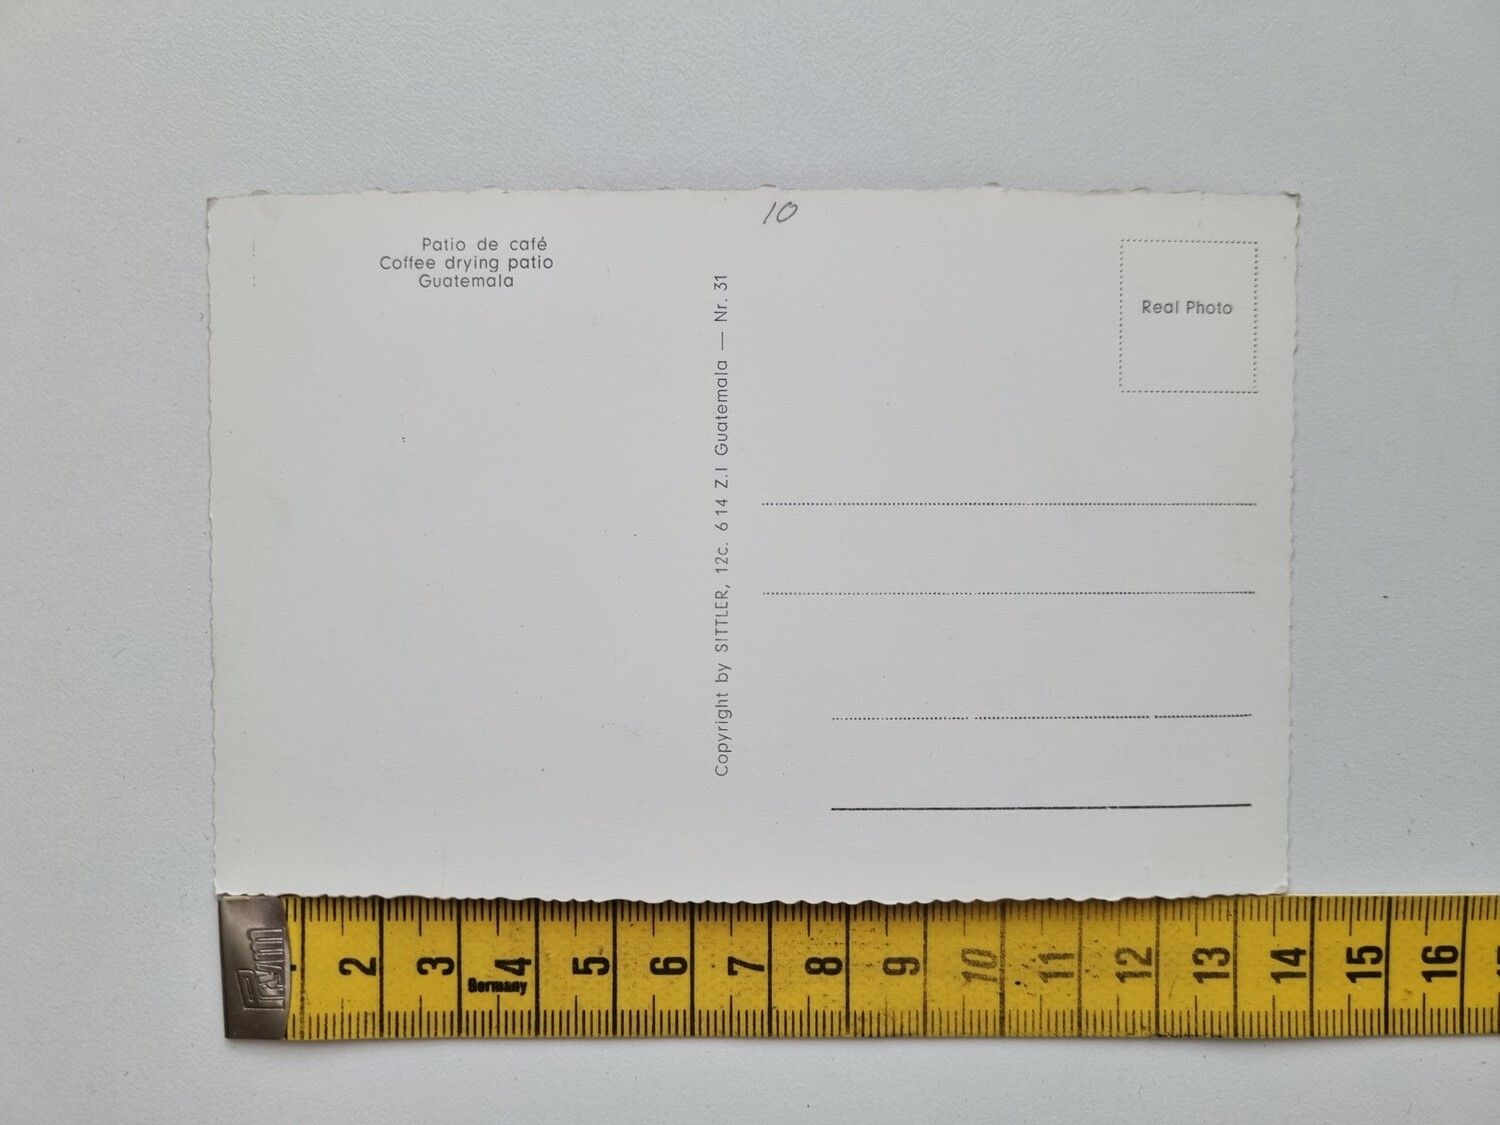 10
Patio de café
Coffee drying patio
Guatemala
Copyright by SITTLER, 12c. 6 14 Z.I Guatemala — Nr. 31
Real Photo
Prym
2 3 4 5 6 7 8 9 10 11 12 13 14 15 16
Germany